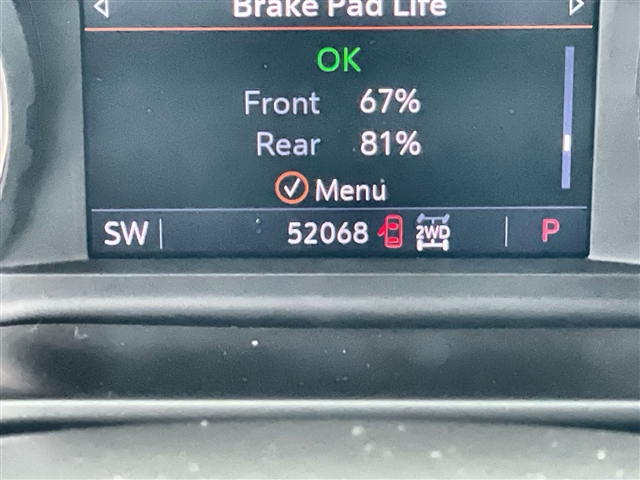 Brake Pad Life
OK
Front 67%
Rear 81%
Menu
SW 52068 2WD P